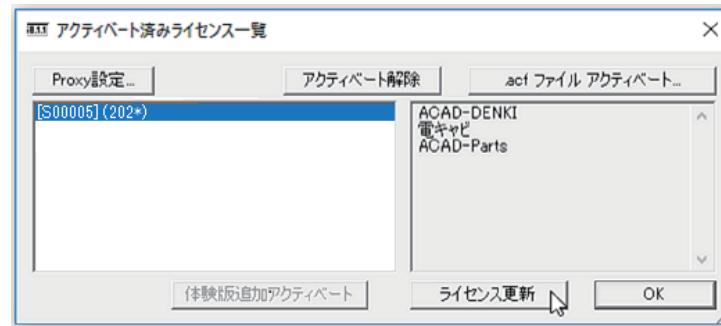 アクティベート済みライセンス一覧
Proxy設定...
アクティベート解除
.acf ファイル アクティベート...
[S00005](202*)
ACAD-DENKI
電キャビ
ACAD-Parts
体験版追加アクティベート
ライセンス更新
OK